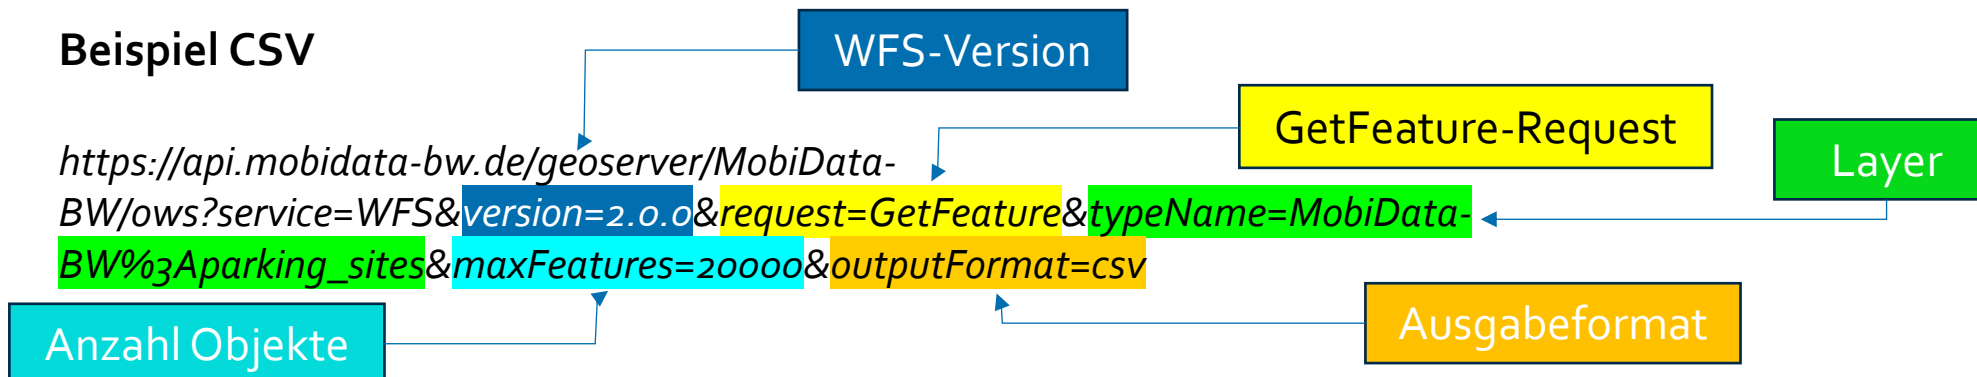 Beispiel CSV
WFS-Version
GetFeature-Request
Layer
https://api.mobidata-bw.de/geoserver/MobiData-
BW/ows?service=WFS&version=2.0.0&request=GetFeature&typeName=MobiData-
BW%3Aparking_sites&maxFeatures=20000&outputFormat=csv
Anzahl Objekte
Ausgabeformat